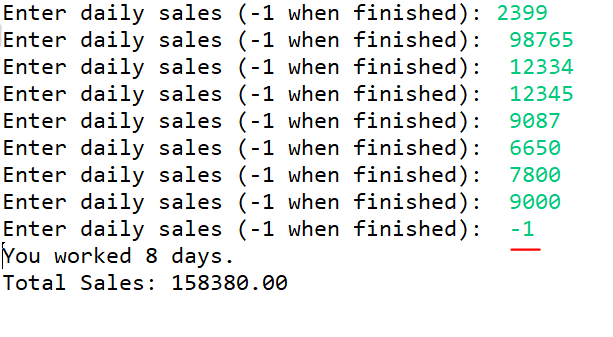 Enter daily sales (-1 when finished): 2399
Enter daily sales (-1 when finished):  98765
Enter daily sales (-1 when finished):  12334
Enter daily sales (-1 when finished):  12345
Enter daily sales (-1 when finished):  9087
Enter daily sales (-1 when finished):  6650
Enter daily sales (-1 when finished):  7800
Enter daily sales (-1 when finished):  9000
Enter daily sales (-1 when finished):  -1
You worked 8 days.
Total Sales: 158380.00